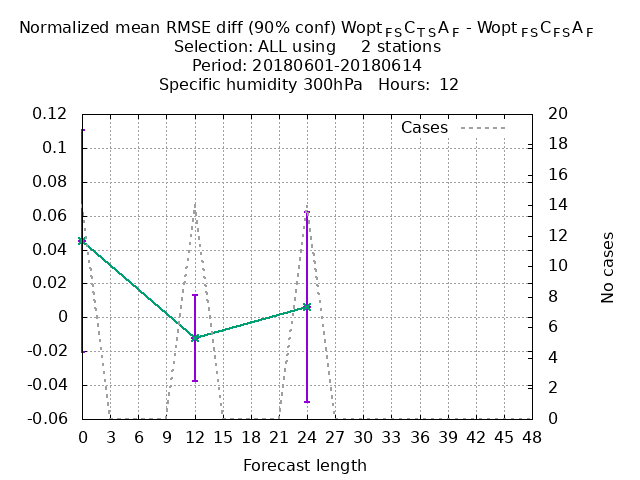 Normalized mean RMSE diff (90% conf) Wopt FS C TS A F - Wopt FS C FS A F
Selection: ALL using 2 stations
Period: 20180601-20180614
Specific humidity 300hPa Hours: 12
Cases
0.12
0.1
0.08
0.06
0.04
0.02
0
-0.02
-0.04
-0.06
20
18
16
14
12
10
8
6
4
2
0
No cases
0 3 6 9 12 15 18 21 24 27 30 33 36 39 42 45 48
Forecast length